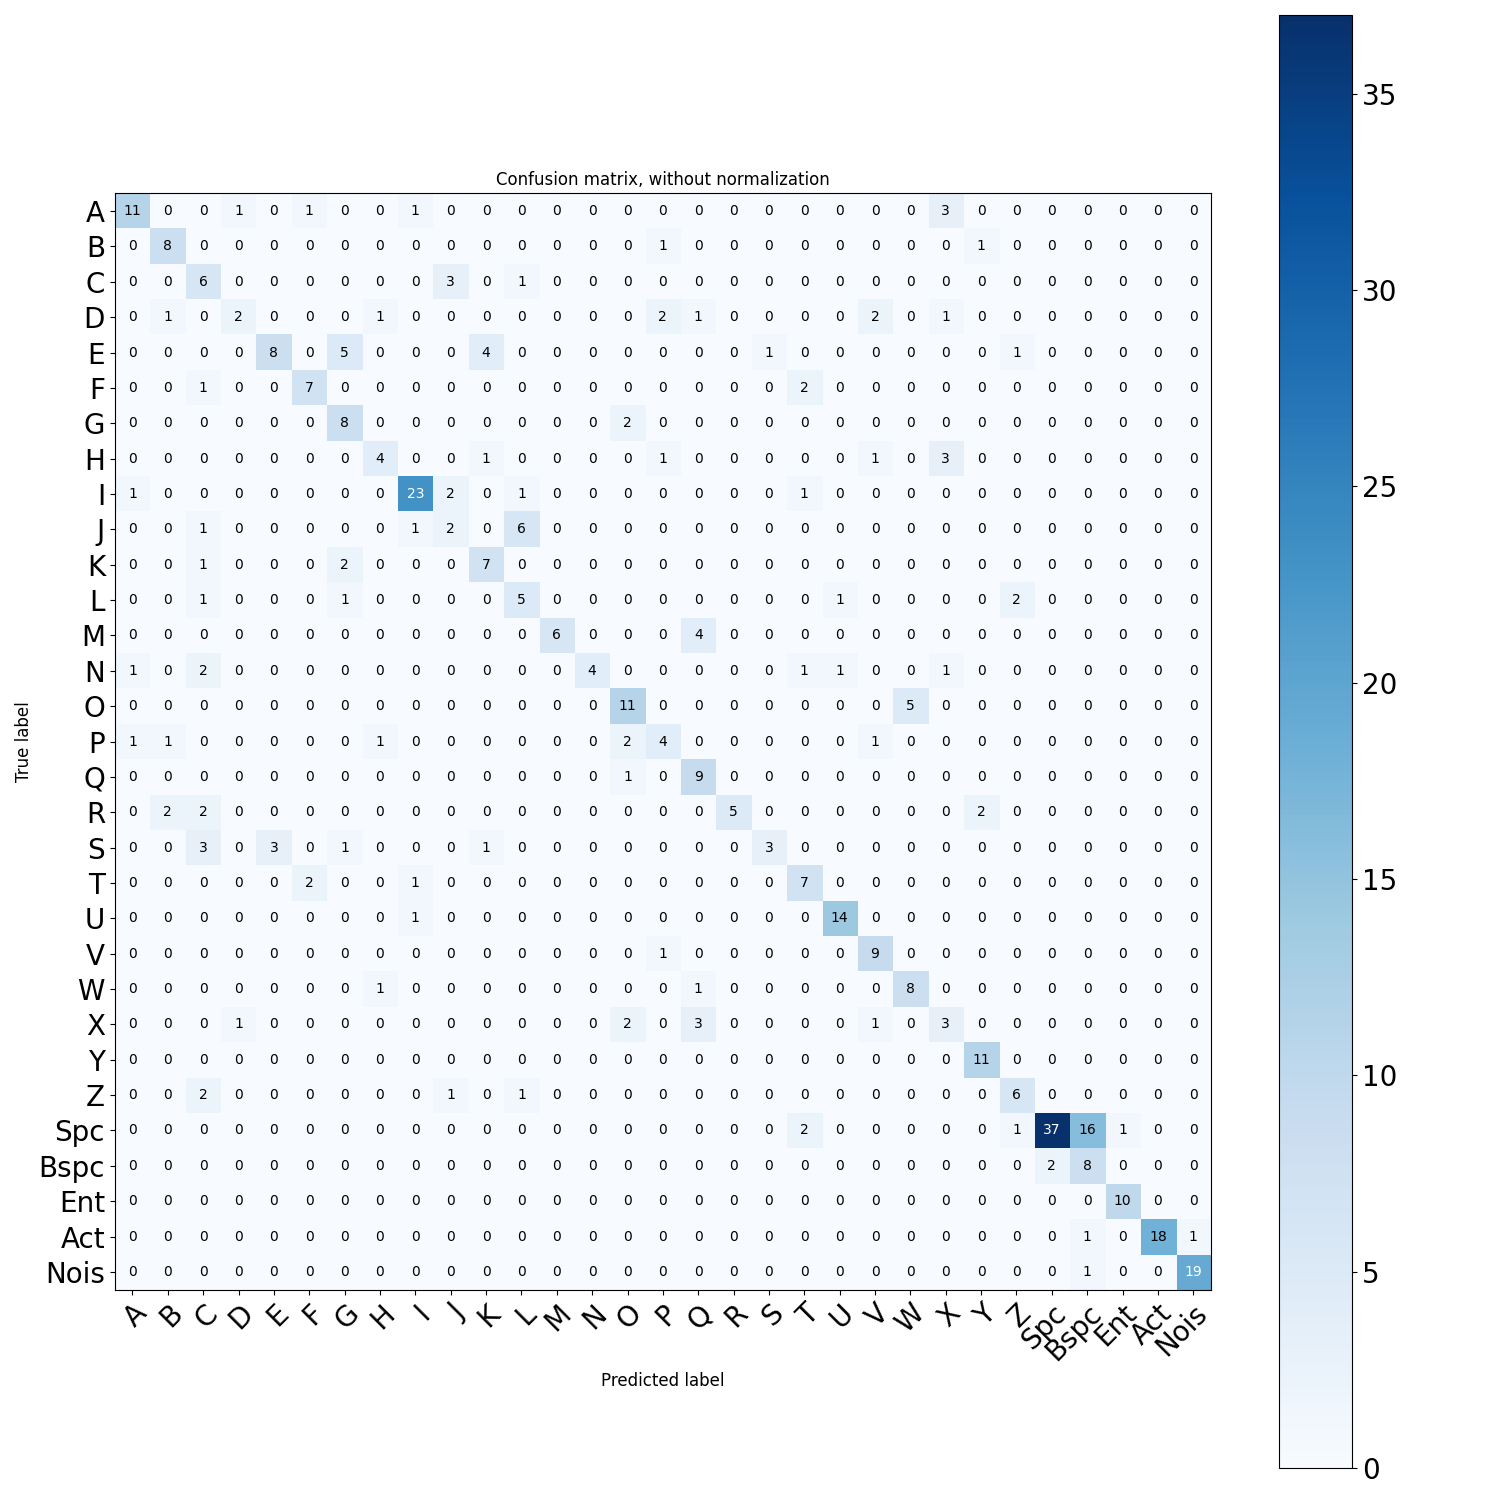 Confusion matrix, without normalization
A 11 0 0 1 0 1 0 0 1 0 0 0 0 0 0 0 0 0 0 0 0 0 0 3 0 0 0 0 0 0 0
B 0 8 0 0 0 0 0 0 0 0 0 0 0 0 0 1 0 0 0 0 0 0 0 0 1 0 0 0 0 0 0
C 0 0 6 0 0 0 0 0 0 3 0 1 0 0 0 0 0 0 0 0 0 0 0 0 0 0 0 0 0 0 0
D 0 1 0 2 0 0 0 1 0 0 0 0 0 0 0 2 1 0 0 0 0 2 0 1 0 0 0 0 0 0 0
E 0 0 0 0 8 0 5 0 0 0 4 0 0 0 0 0 0 0 1 0 0 0 0 0 0 1 0 0 0 0 0
F 0 0 1 0 0 7 0 0 0 0 0 0 0 0 0 0 0 0 0 2 0 0 0 0 0 0 0 0 0 0 0
G 0 0 0 0 0 0 8 0 0 0 0 0 0 0 2 0 0 0 0 0 0 0 0 0 0 0 0 0 0 0 0
H 0 0 0 0 0 0 0 4 0 0 1 0 0 0 0 1 0 0 0 0 0 1 0 3 0 0 0 0 0 0 0
I 1 0 0 0 0 0 0 0 23 2 0 1 0 0 0 0 0 0 0 1 0 0 0 0 0 0 0 0 0 0 0
J 0 0 1 0 0 0 0 0 1 2 0 6 0 0 0 0 0 0 0 0 0 0 0 0 0 0 0 0 0 0 0
K 0 0 1 0 0 0 2 0 0 0 7 0 0 0 0 0 0 0 0 0 0 0 0 0 0 0 0 0 0 0 0
L 0 0 1 0 0 0 1 0 0 0 0 5 0 0 0 0 0 0 0 0 1 0 0 0 0 2 0 0 0 0 0
M 0 0 0 0 0 0 0 0 0 0 0 0 6 0 0 0 4 0 0 0 0 0 0 0 0 0 0 0 0 0 0
N 1 0 2 0 0 0 0 0 0 0 0 0 0 4 0 0 0 0 0 1 1 0 0 1 0 0 0 0 0 0 0
O 0 0 0 0 0 0 0 0 0 0 0 0 0 0 11 0 0 0 0 0 0 0 5 0 0 0 0 0 0 0 0
P 1 1 0 0 0 0 0 1 0 0 0 0 0 0 2 4 0 0 0 0 0 1 0 0 0 0 0 0 0 0 0
Q 0 0 0 0 0 0 0 0 0 0 0 0 0 0 1 0 9 0 0 0 0 0 0 0 0 0 0 0 0 0 0
R 0 2 2 0 0 0 0 0 0 0 0 0 0 0 0 0 0 5 0 0 0 0 0 0 2 0 0 0 0 0 0
S 0 0 3 0 3 0 1 0 0 0 1 0 0 0 0 0 0 0 3 0 0 0 0 0 0 0 0 0 0 0 0
T 0 0 0 0 0 2 0 0 1 0 0 0 0 0 0 0 0 0 0 7 0 0 0 0 0 0 0 0 0 0 0
U 0 0 0 0 0 0 0 0 1 0 0 0 0 0 0 0 0 0 0 0 14 0 0 0 0 0 0 0 0 0 0
V 0 0 0 0 0 0 0 0 0 0 0 0 0 0 0 1 0 0 0 0 0 9 0 0 0 0 0 0 0 0 0
W 0 0 0 0 0 0 0 1 0 0 0 0 0 0 0 0 1 0 0 0 0 0 8 0 0 0 0 0 0 0 0
X 0 0 0 1 0 0 0 0 0 0 0 0 0 0 2 0 3 0 0 0 0 1 0 3 0 0 0 0 0 0 0
Y 0 0 0 0 0 0 0 0 0 0 0 0 0 0 0 0 0 0 0 0 0 0 0 0 11 0 0 0 0 0 0
Z 0 0 2 0 0 0 0 0 0 1 0 1 0 0 0 0 0 0 0 0 0 0 0 0 0 6 0 0 0 0 0
Spc 0 0 0 0 0 0 0 0 0 0 0 0 0 0 0 0 0 0 0 2 0 0 0 0 0 1 37 16 1 0 0
Bspc 0 0 0 0 0 0 0 0 0 0 0 0 0 0 0 0 0 0 0 0 0 0 0 0 0 0 2 8 0 0 0
Ent 0 0 0 0 0 0 0 0 0 0 0 0 0 0 0 0 0 0 0 0 0 0 0 0 0 0 0 0 10 0 0
Act 0 0 0 0 0 0 0 0 0 0 0 0 0 0 0 0 0 0 0 0 0 0 0 0 0 0 0 1 0 18 1
Nois 0 0 0 0 0 0 0 0 0 0 0 0 0 0 0 0 0 0 0 0 0 0 0 0 0 0 0 1 0 0 19
A B C D E F G H I J K L M N O P Q R S T U V W X Y Z Spc Bspc Ent Act Nois
Predicted label
True label
35
30
25
20
15
10
5
0